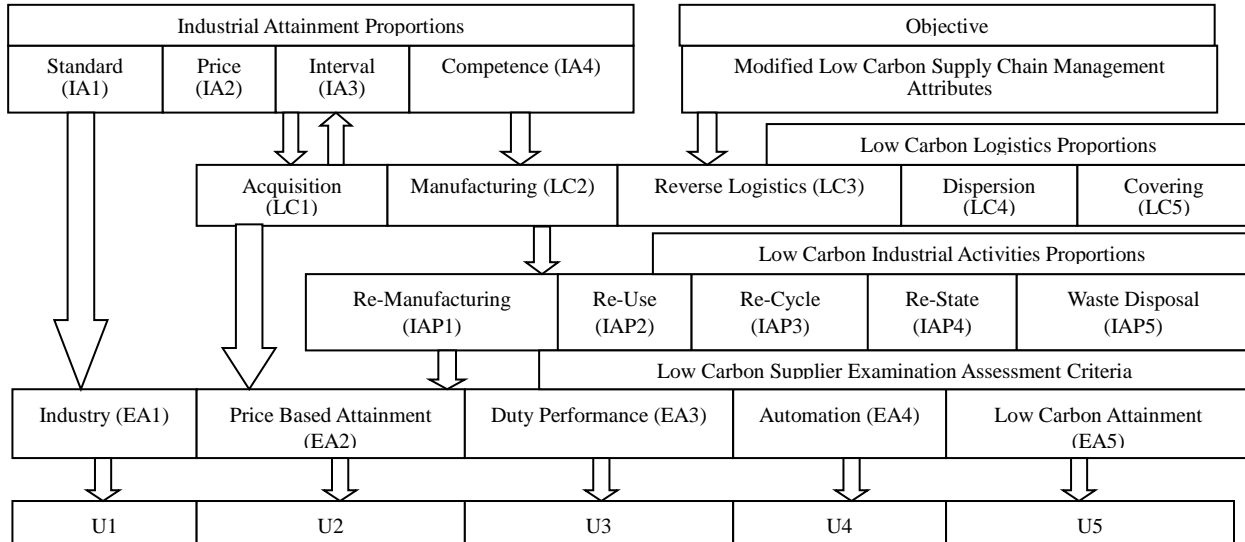 Industrial Attainment Proportions
Objective
Standard
(IA1)
Price
(IA2)
Interval
(IA3)
Competence (IA4)
Modified Low Carbon Supply Chain Management
Attributes
Low Carbon Logistics Proportions
Acquisition
(LC1)
Manufacturing (LC2)
Reverse Logistics (LC3)
Dispersion
(LC4)
Covering
(LC5)
Low Carbon Industrial Activities Proportions
Re-Manufacturing
(IAP1)
Re-Use
(IAP2)
Re-Cycle
(IAP3)
Re-State
(IAP4)
Waste Disposal
(IAP5)
Low Carbon Supplier Examination Assessment Criteria
Industry (EA1)
Price Based Attainment
(EA2)
Duty Performance (EA3)
Automation (EA4)
Low Carbon Attainment
(EA5)
U1
U2
U3
U4
U5